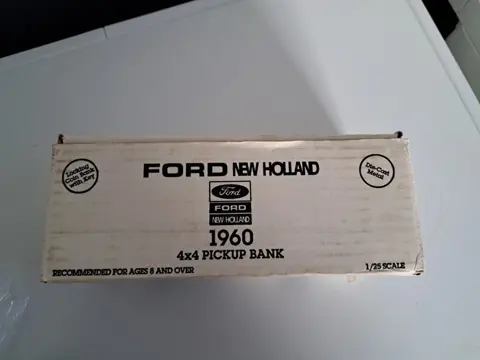 FORD NEW HOLLAND
Locking
Coin Bank
with Key
Die-Cast
Metal
Ford
FORD
NEW HOLLAND
1960
4x4 PICKUP BANK
RECOMMENDED FOR AGES 8 AND OVER
1/25 SCALE